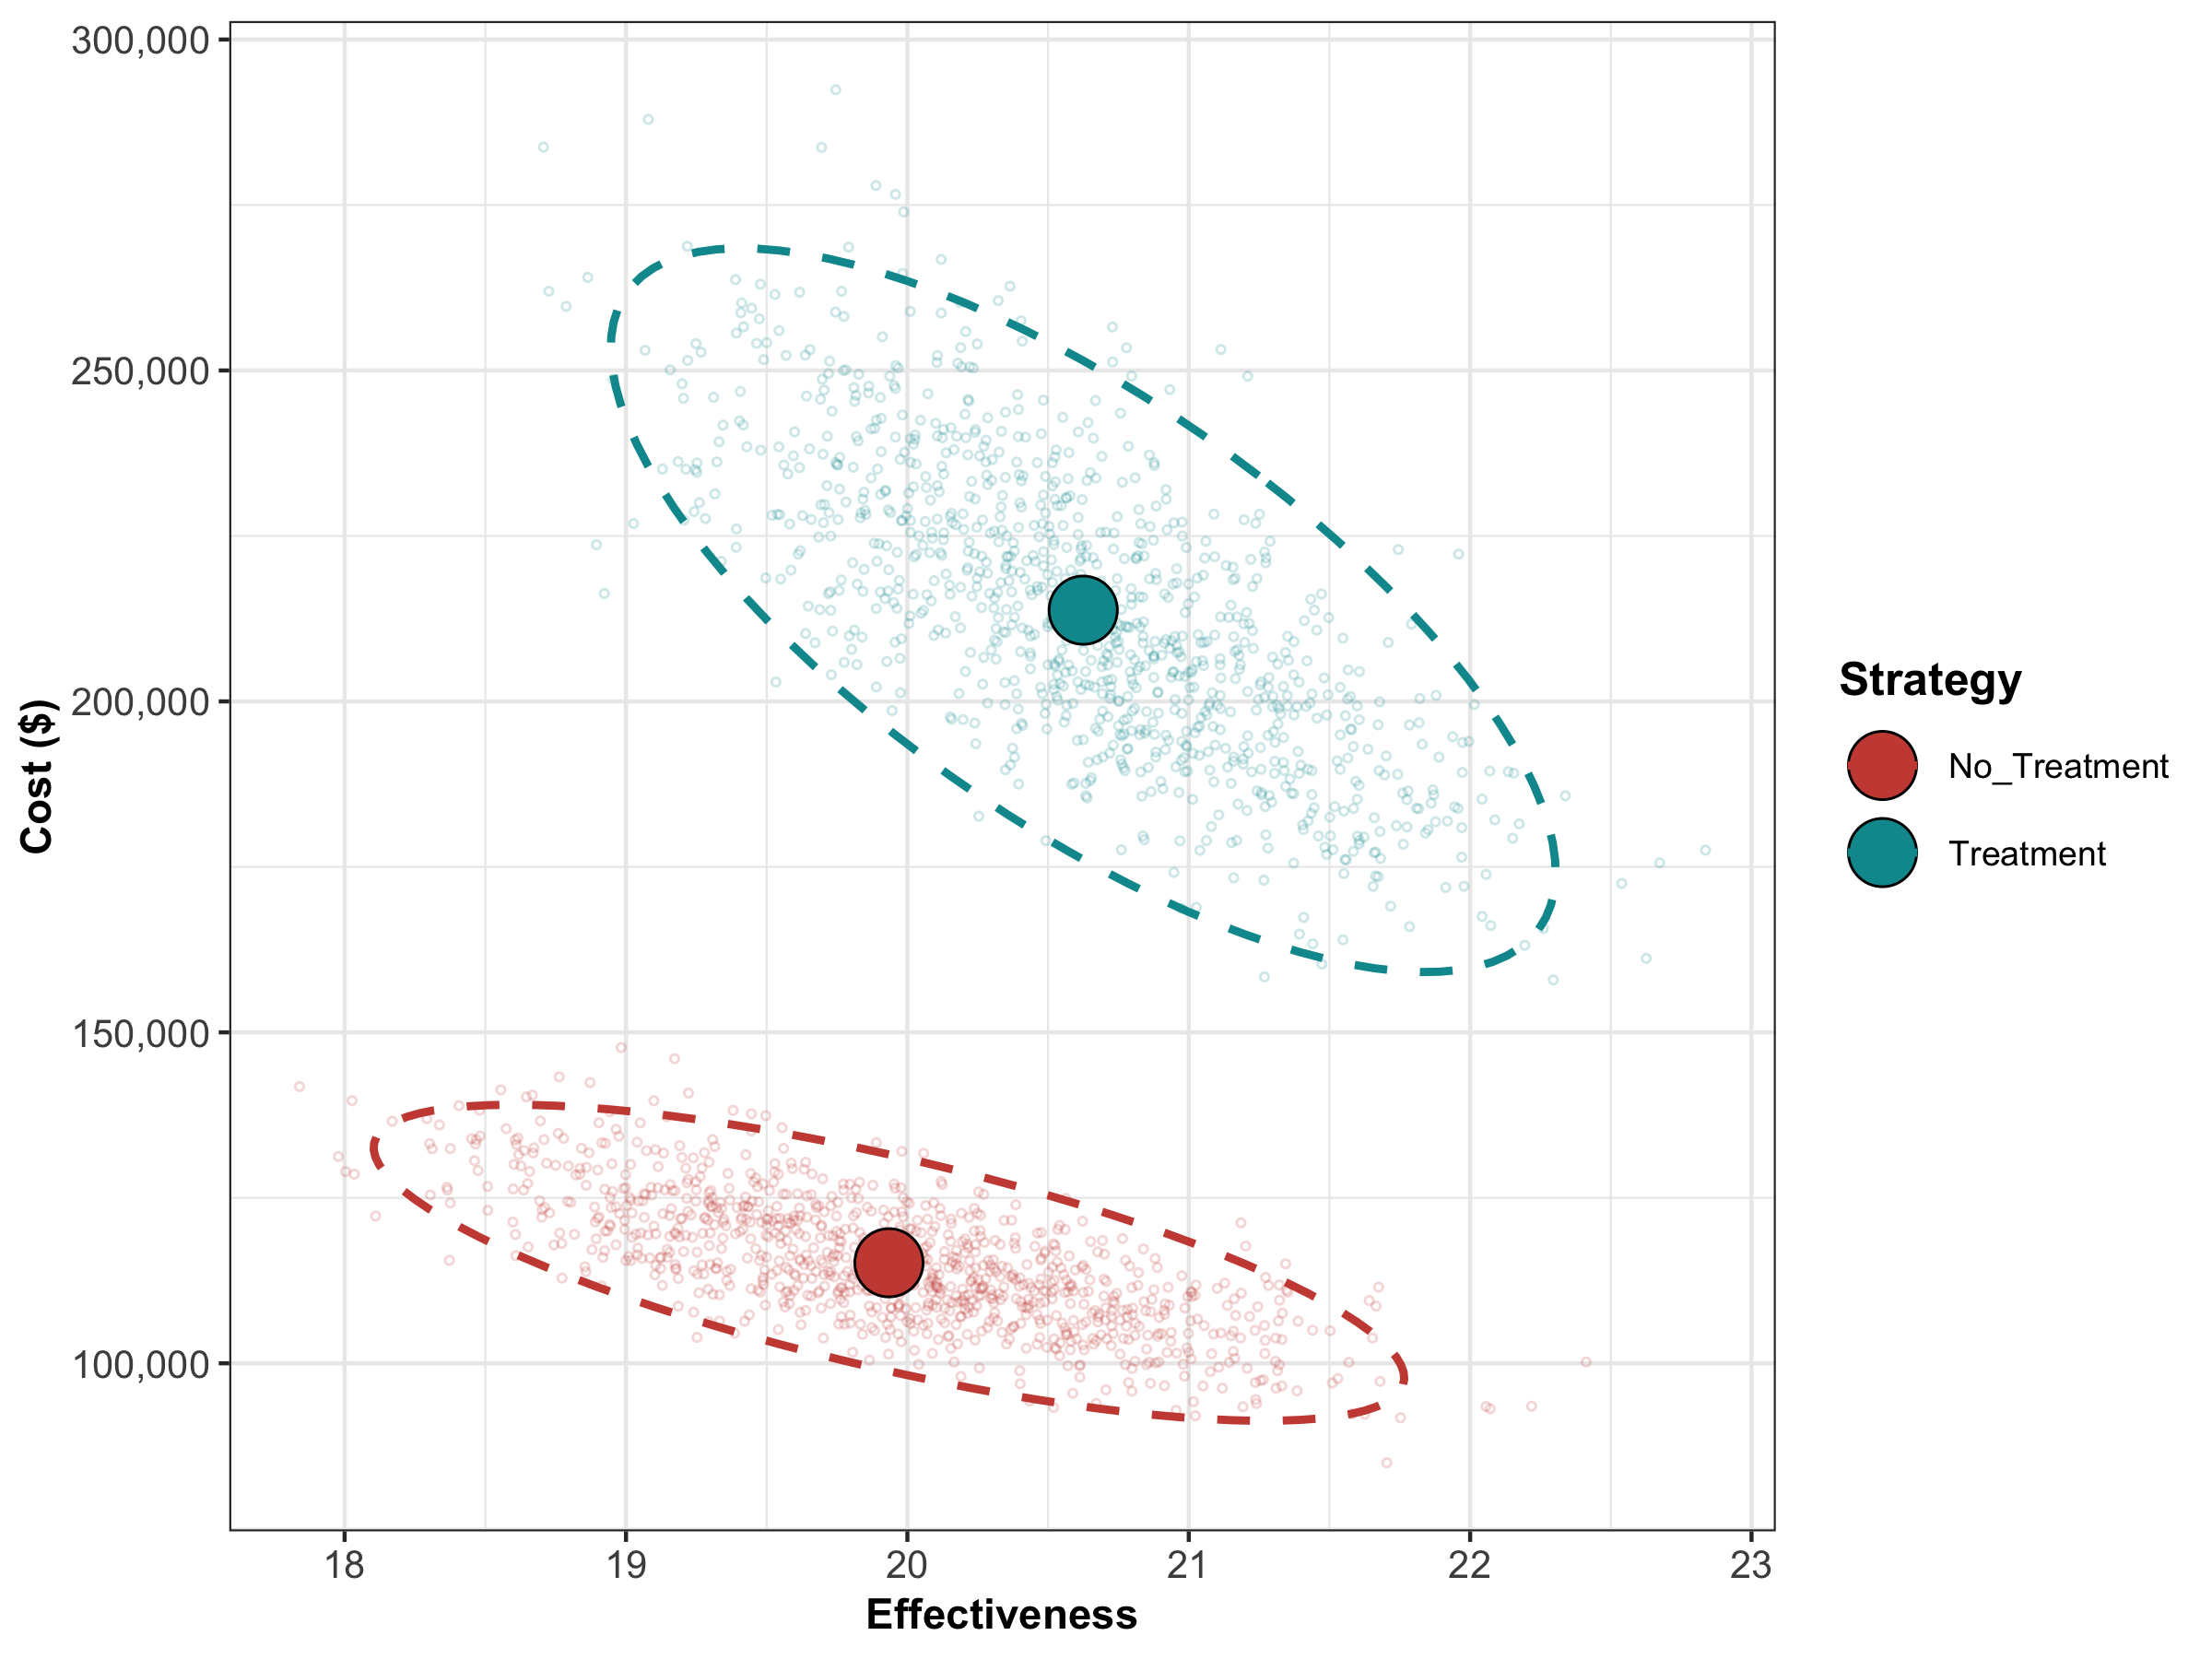 300,000
250,000
200,000
150,000
100,000
Cost ($)
18 19 20 21 22 23
Effectiveness
Strategy
No_Treatment
Treatment